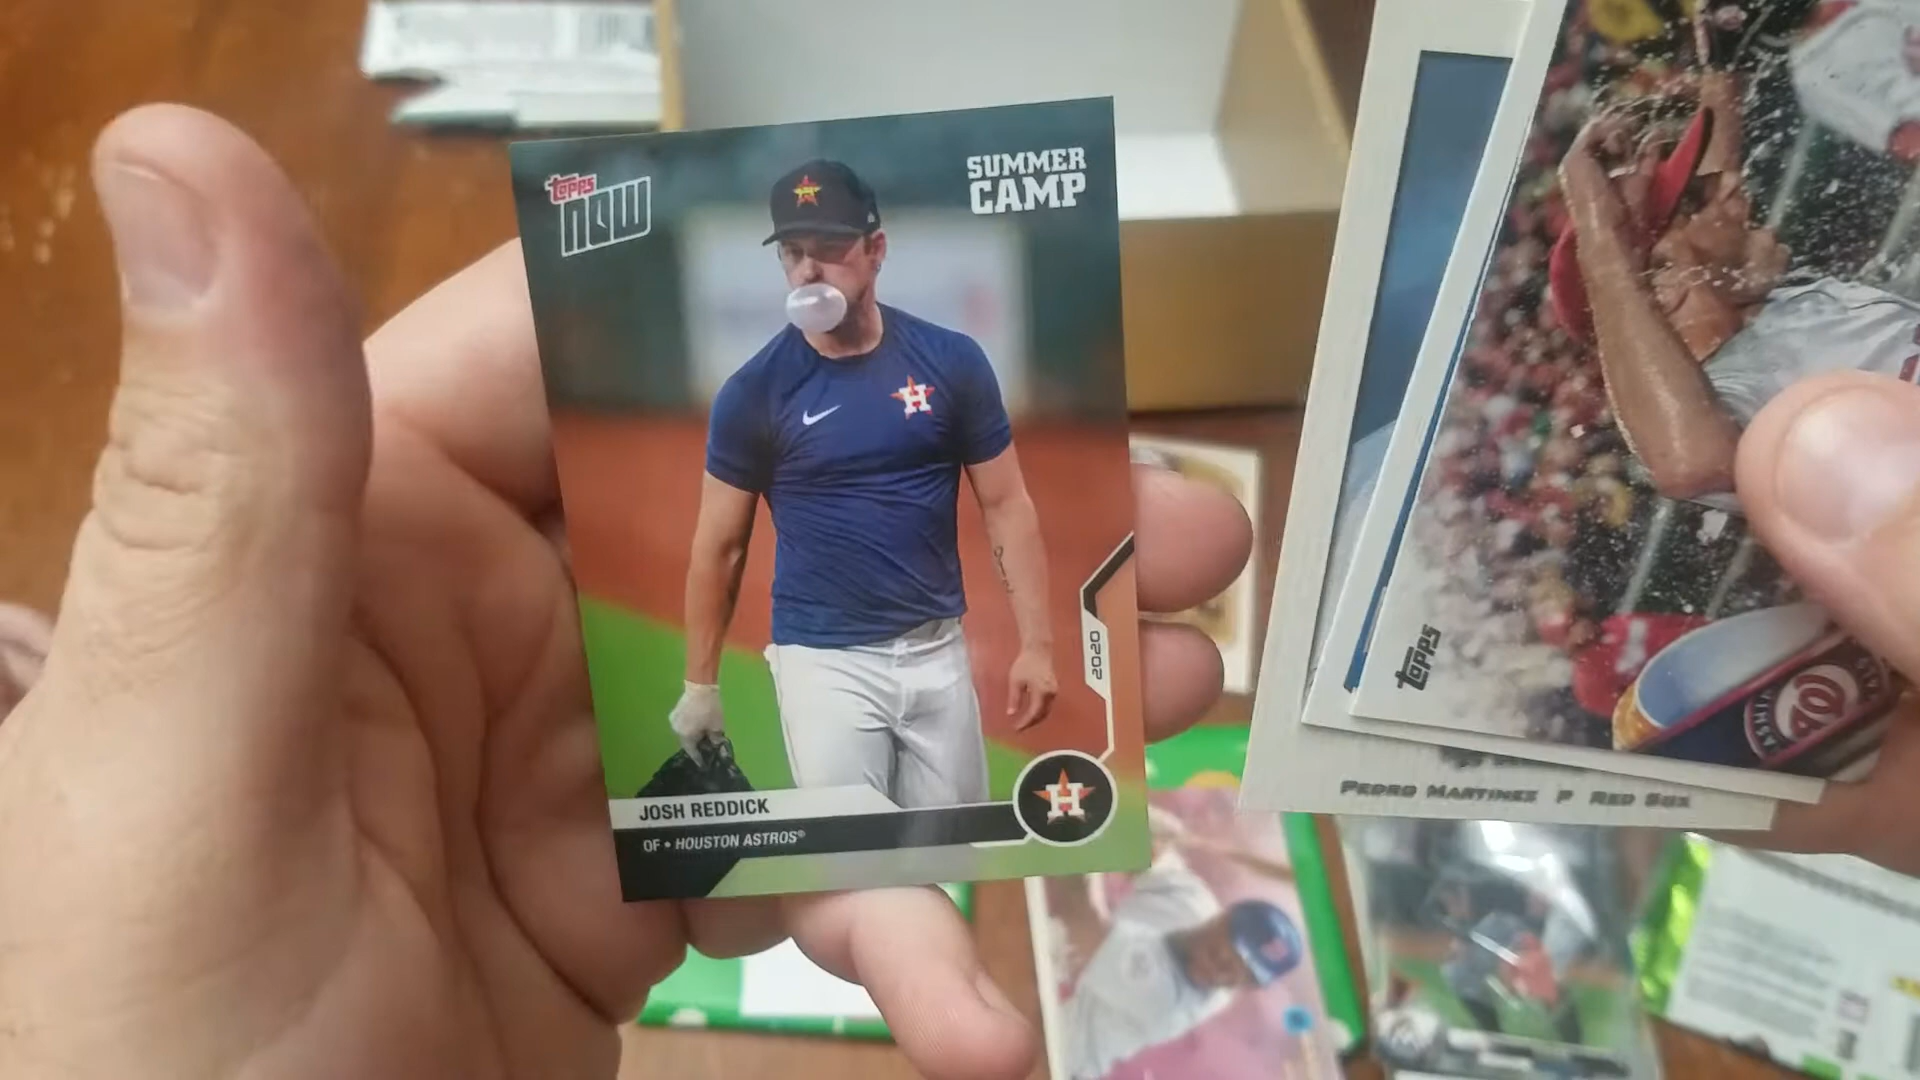 topps
NOW
SUMMER
CAMP
2020
JOSH REDDICK
OF • HOUSTON ASTROS®
topps
PEDRO MARTINEZ P RED SOX